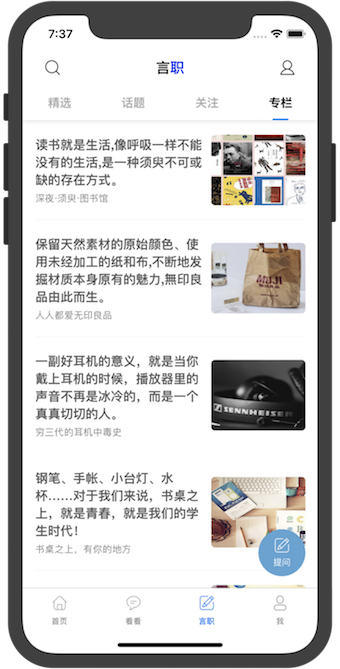 7:37
言职
精选 话题 关注 专栏
读书就是生活,像呼吸一样不能
没有的生活,是一种须臾不可或
缺的存在方式。
深夜·须臾·图书馆
保留天然素材的原始颜色、使
用未经加工的纸和布,不断地发
掘材质本身原有的魅力,無印良
品由此而生。
人人都爱无印良品
MUJI
一副好耳机的意义，就是当你
戴上耳机的时候，播放器里的
声音不再是冰冷的，而是一个
真真切切的人。
穷三代的耳机中毒史
SENNHEISER
钢笔、手帐、小台灯、水
杯……对于我们来说，书桌之
上，就是青春，就是我们的学
生时代！
书桌之上，有你的地方
提问
首页 看看 言职 我